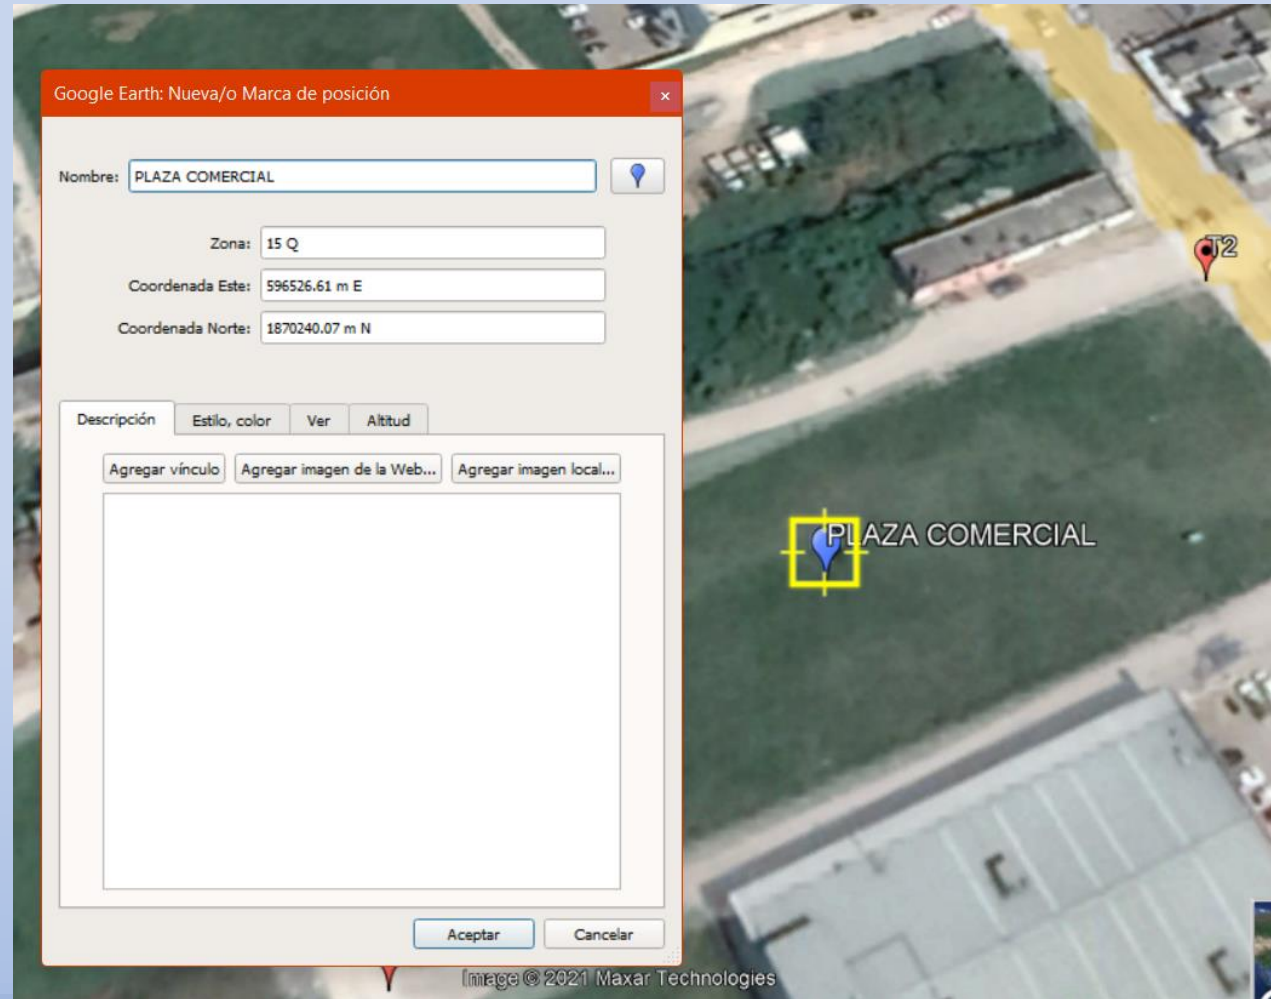 Google Earth: Nueva/o Marca de posición
×
Nombre: PLAZA COMERCIAL
Zona: 15 Q
Coordenada Este: 596526.61 m E
Coordenada Norte: 1870240.07 m N
Descripción Estilo, color Ver Altitud
Agregar vínculo Agregar imagen de la Web... Agregar imagen local...
Aceptar Cancelar
T2
PLAZA COMERCIAL
Image © 2021 Maxar Technologies